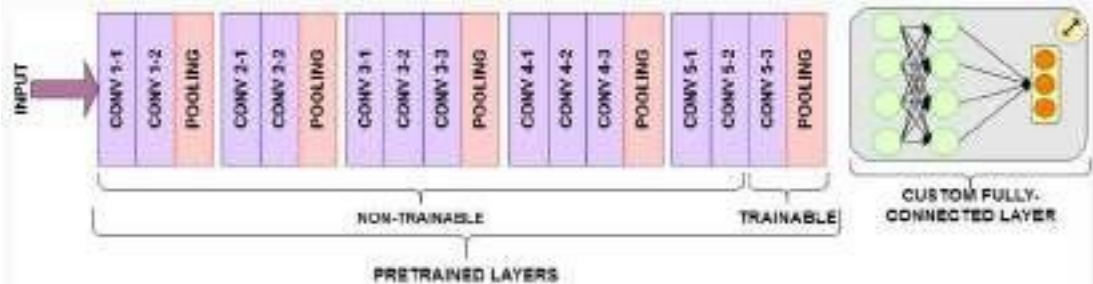 INPUT
CONV 1-1
CONV 1-2
POOLING
CONV 2-1
CONV 2-2
POOLING
CONV 3-1
CONV 3-2
CONV 3-3
POOLING
CONV 4-1
CONV 4-2
CONV 4-3
POOLING
CONV 5-1
CONV 5-2
CONV 5-3
POOLING
NON-TRAINABLE
TRAINABLE
CUSTOM FULLY-
CONNECTED LAYER
PRETRAINED LAYERS